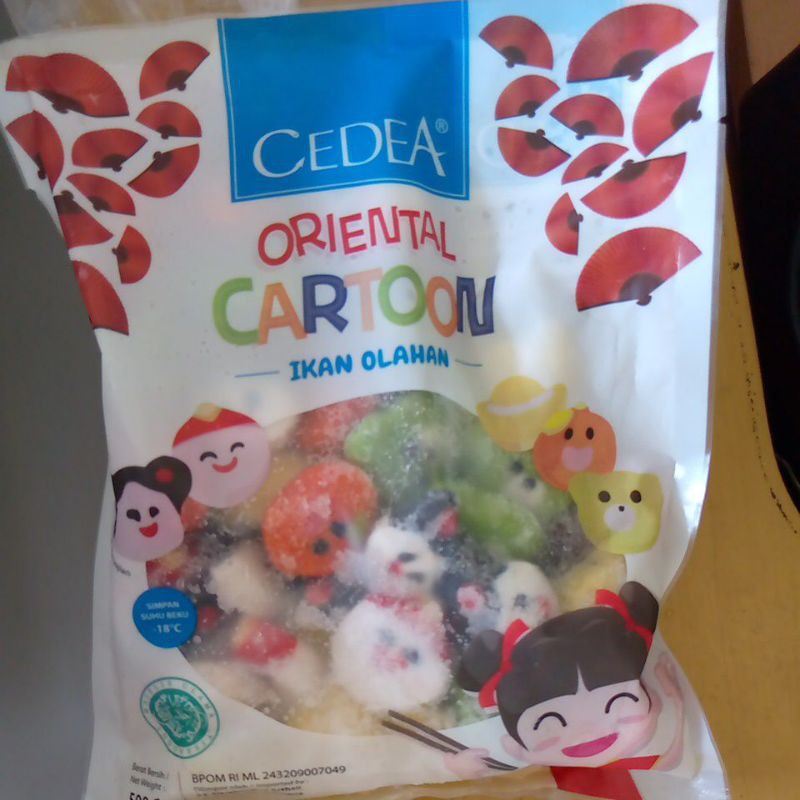 CEDEA®
ORIENTAL
CARTOON
IKAN OLAHAN
SIMPAN
SUHU BEKU
-18°C
Berat Bersih /
Net Weight :
BPOM RI ML 243209007049